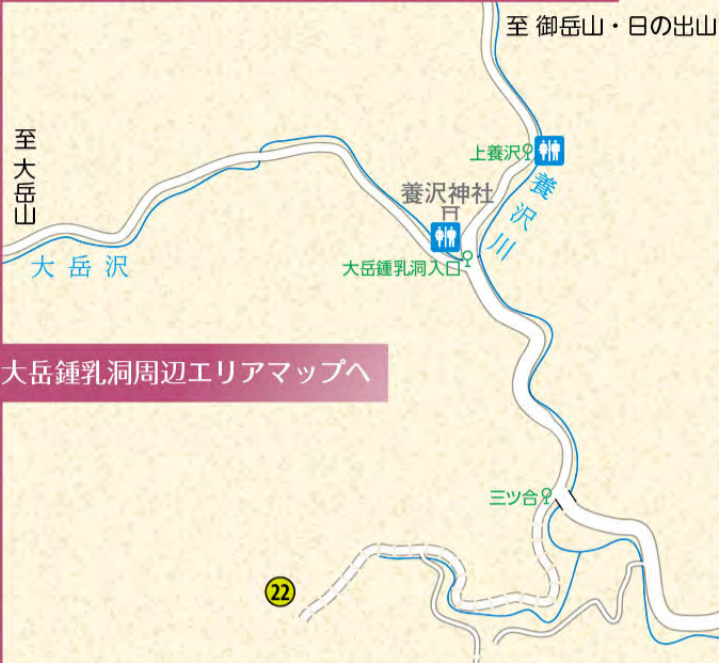 至 御岳山・日の出山
至大岳山
上養沢
養沢神社
養沢川
大岳沢
大岳鍾乳洞入口
大岳鍾乳洞周辺エリアマップへ
三ツ合
22